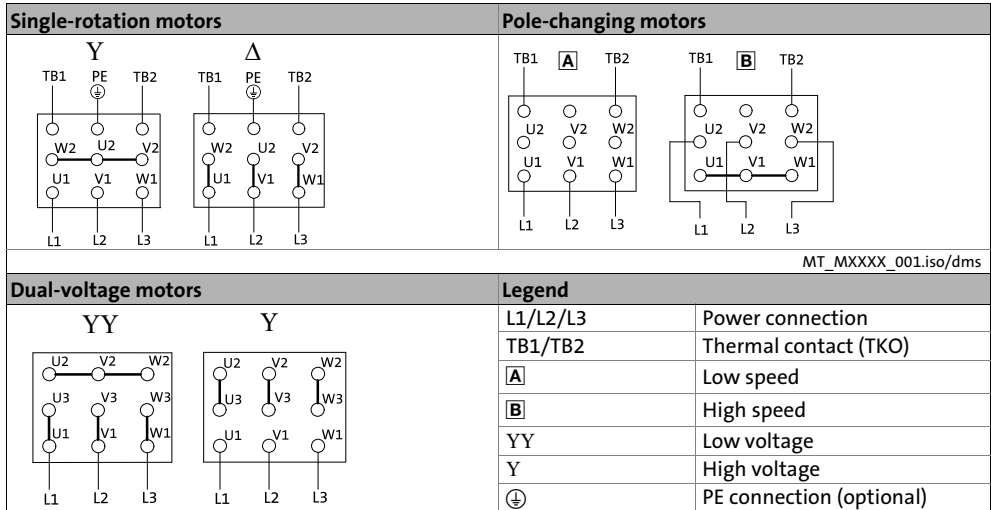 Single-rotation motors
Pole-changing motors
Y
Δ
TB1 PE TB2
TB1 PE TB2
W2 U2 V2
U1 V1 W1
L1 L2 L3
W2 U2 V2
U1 V1 W1
L1 L2 L3
TB1 A TB2
TB1 B TB2
U2 V2 W2
U1 V1 W1
L1 L2 L3
U2 V2 W2
U1 V1 W1
L1 L2 L3
MT_MXXXX_001.iso/dms
Dual-voltage motors
Legend
YY
Y
U2 V2 W2
U3 V3 W3
U1 V1 W1
L1 L2 L3
U2 V2 W2
U3 V3 W3
U1 V1 W1
L1 L2 L3
L1/L2/L3 Power connection
TB1/TB2 Thermal contact (TKO)
A Low speed
B High speed
YY Low voltage
Y High voltage
PE connection (optional)